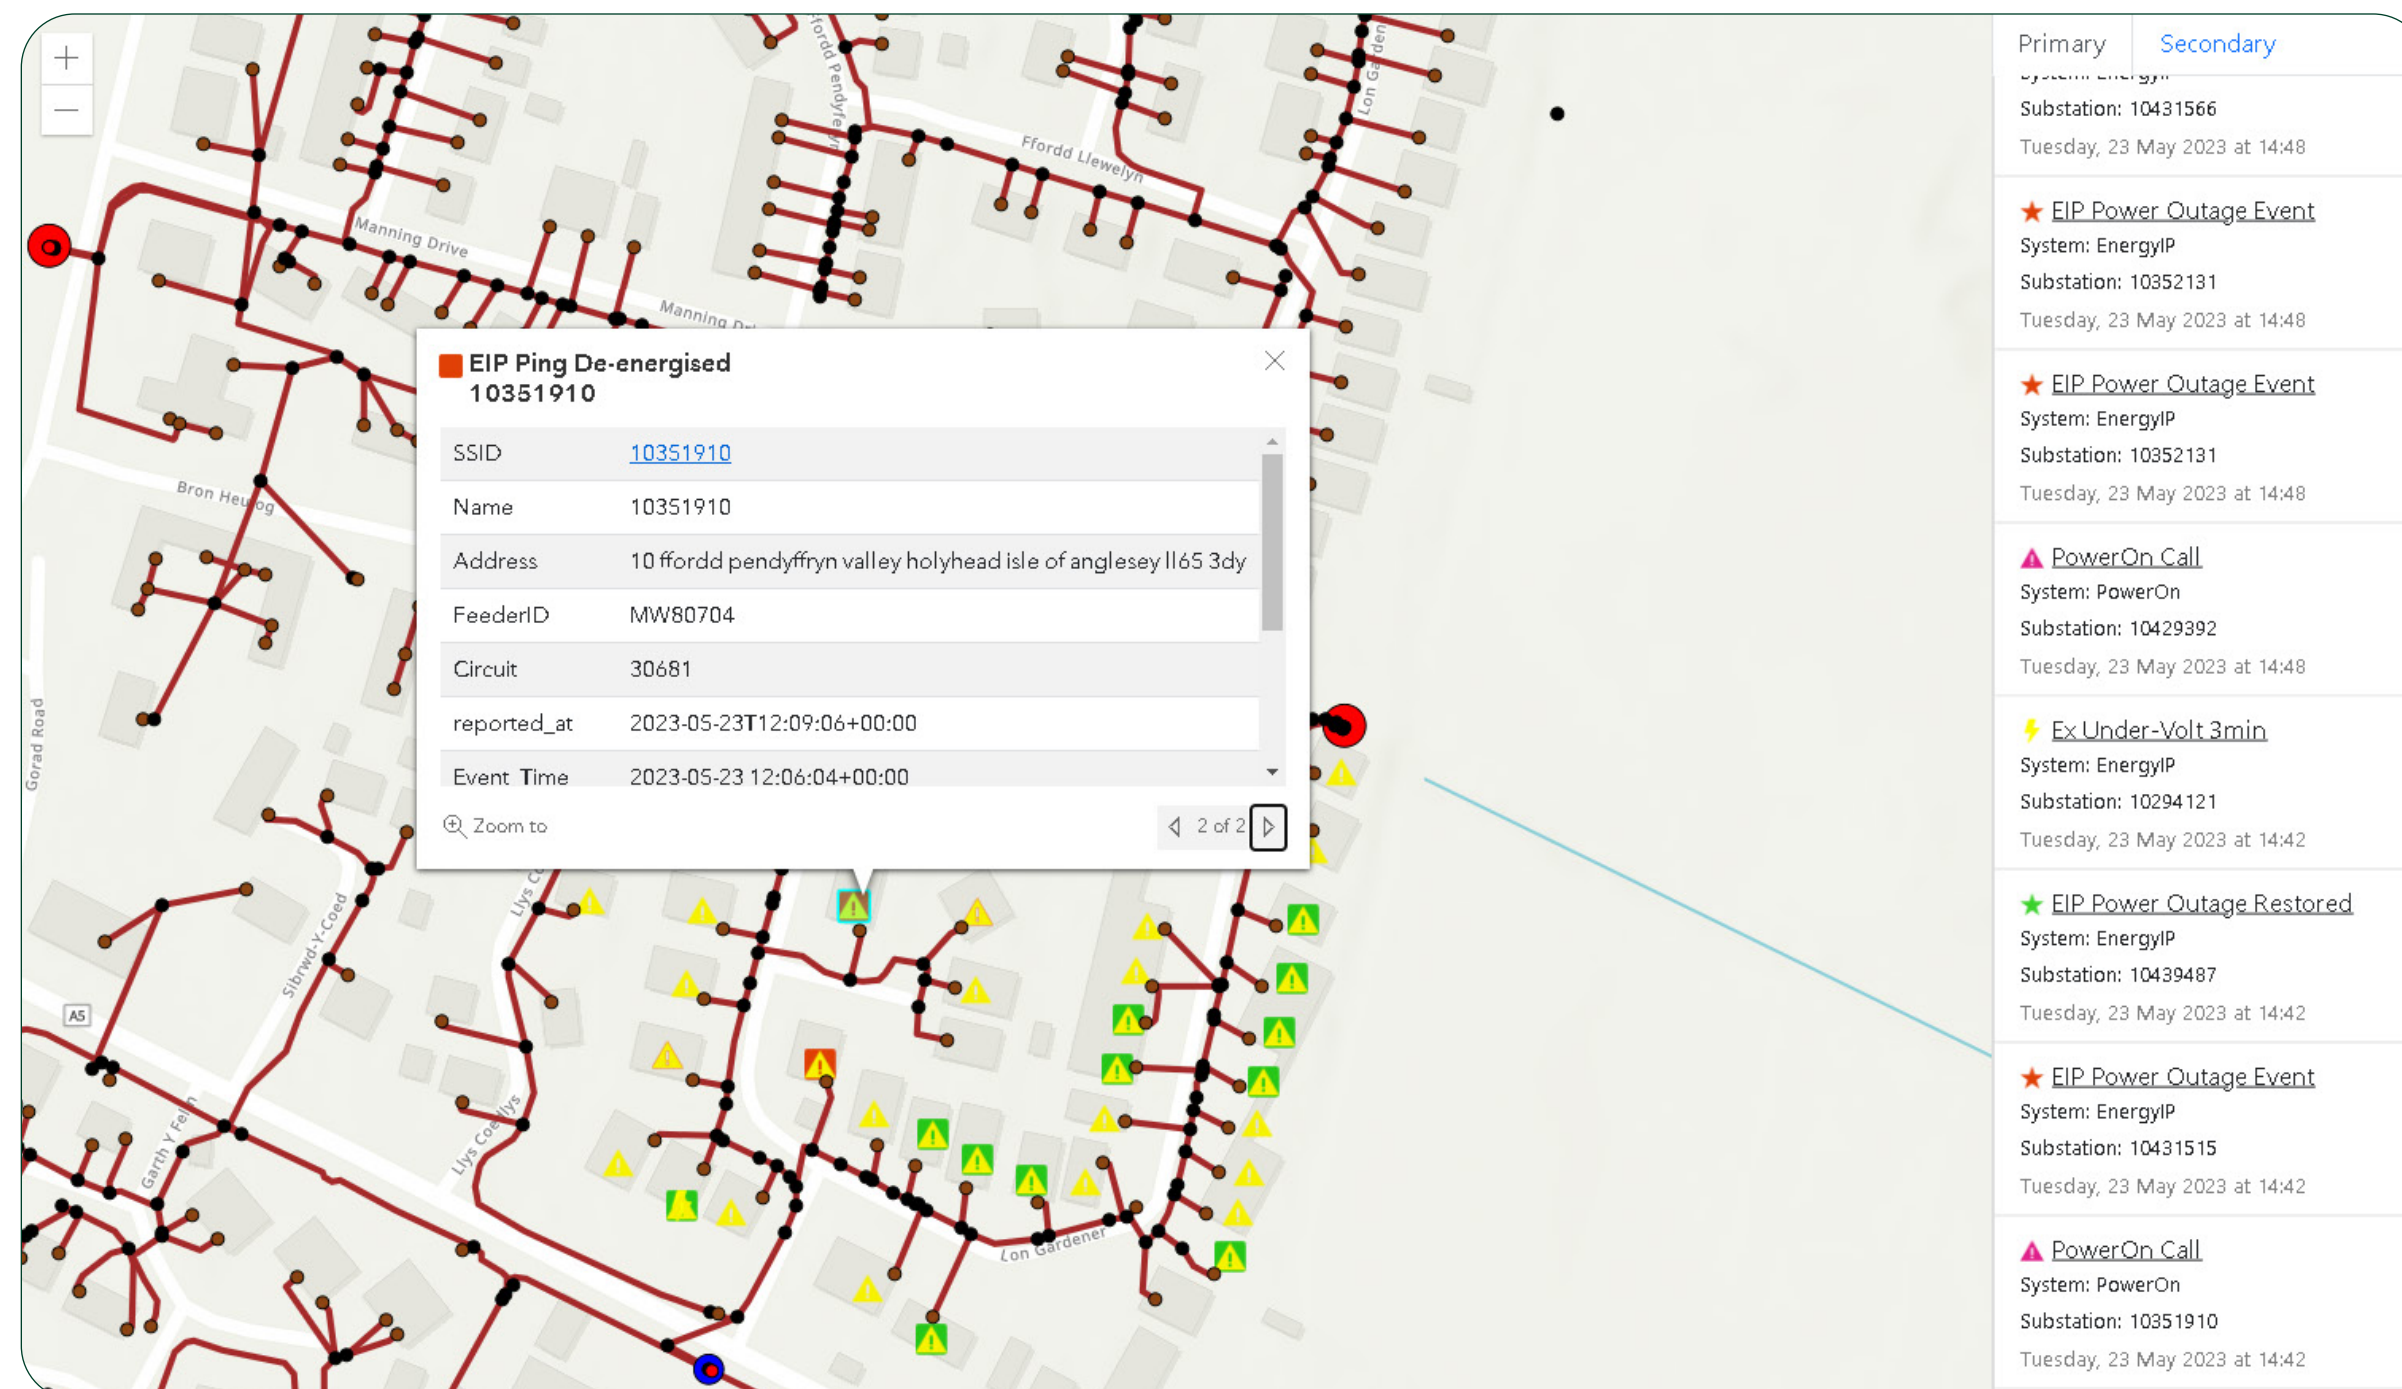 Primary
Secondary
Substation: 10431566
Tuesday, 23 May 2023 at 14:48
EIP Power Outage Event
System: EnergyIP
Substation: 10352131
Tuesday, 23 May 2023 at 14:48
EIP Power Outage Event
System: EnergyIP
Substation: 10352131
Tuesday, 23 May 2023 at 14:48
PowerOn Call
System: PowerOn
Substation: 10429392
Tuesday, 23 May 2023 at 14:48
Ex Under-Volt 3min
System: EnergyIP
Substation: 10294121
Tuesday, 23 May 2023 at 14:42
EIP Power Outage Restored
System: EnergyIP
Substation: 10439487
Tuesday, 23 May 2023 at 14:42
EIP Power Outage Event
System: EnergyIP
Substation: 10431515
Tuesday, 23 May 2023 at 14:42
PowerOn Call
System: PowerOn
Substation: 10351910
Tuesday, 23 May 2023 at 14:42
EIP Ping De-energised
10351910
SSID 10351910
Name 10351910
Address 10 ffordd pendyffryn valley holyhead isle of anglesey ll65 3dy
FeederID MW80704
Circuit 30681
reported_at 2023-05-23T12:09:06+00:00
Event_Time 2023-05-23 12:06:04+00:00
Zoom to
2 of 2
Ffordd Llewelyn
Manning Drive
Manning
Bron
Gorad Road
Sibrwd-Y-Coed
Llys
Garth Y Felin
Llys
Lon Gardener
Lon
A5